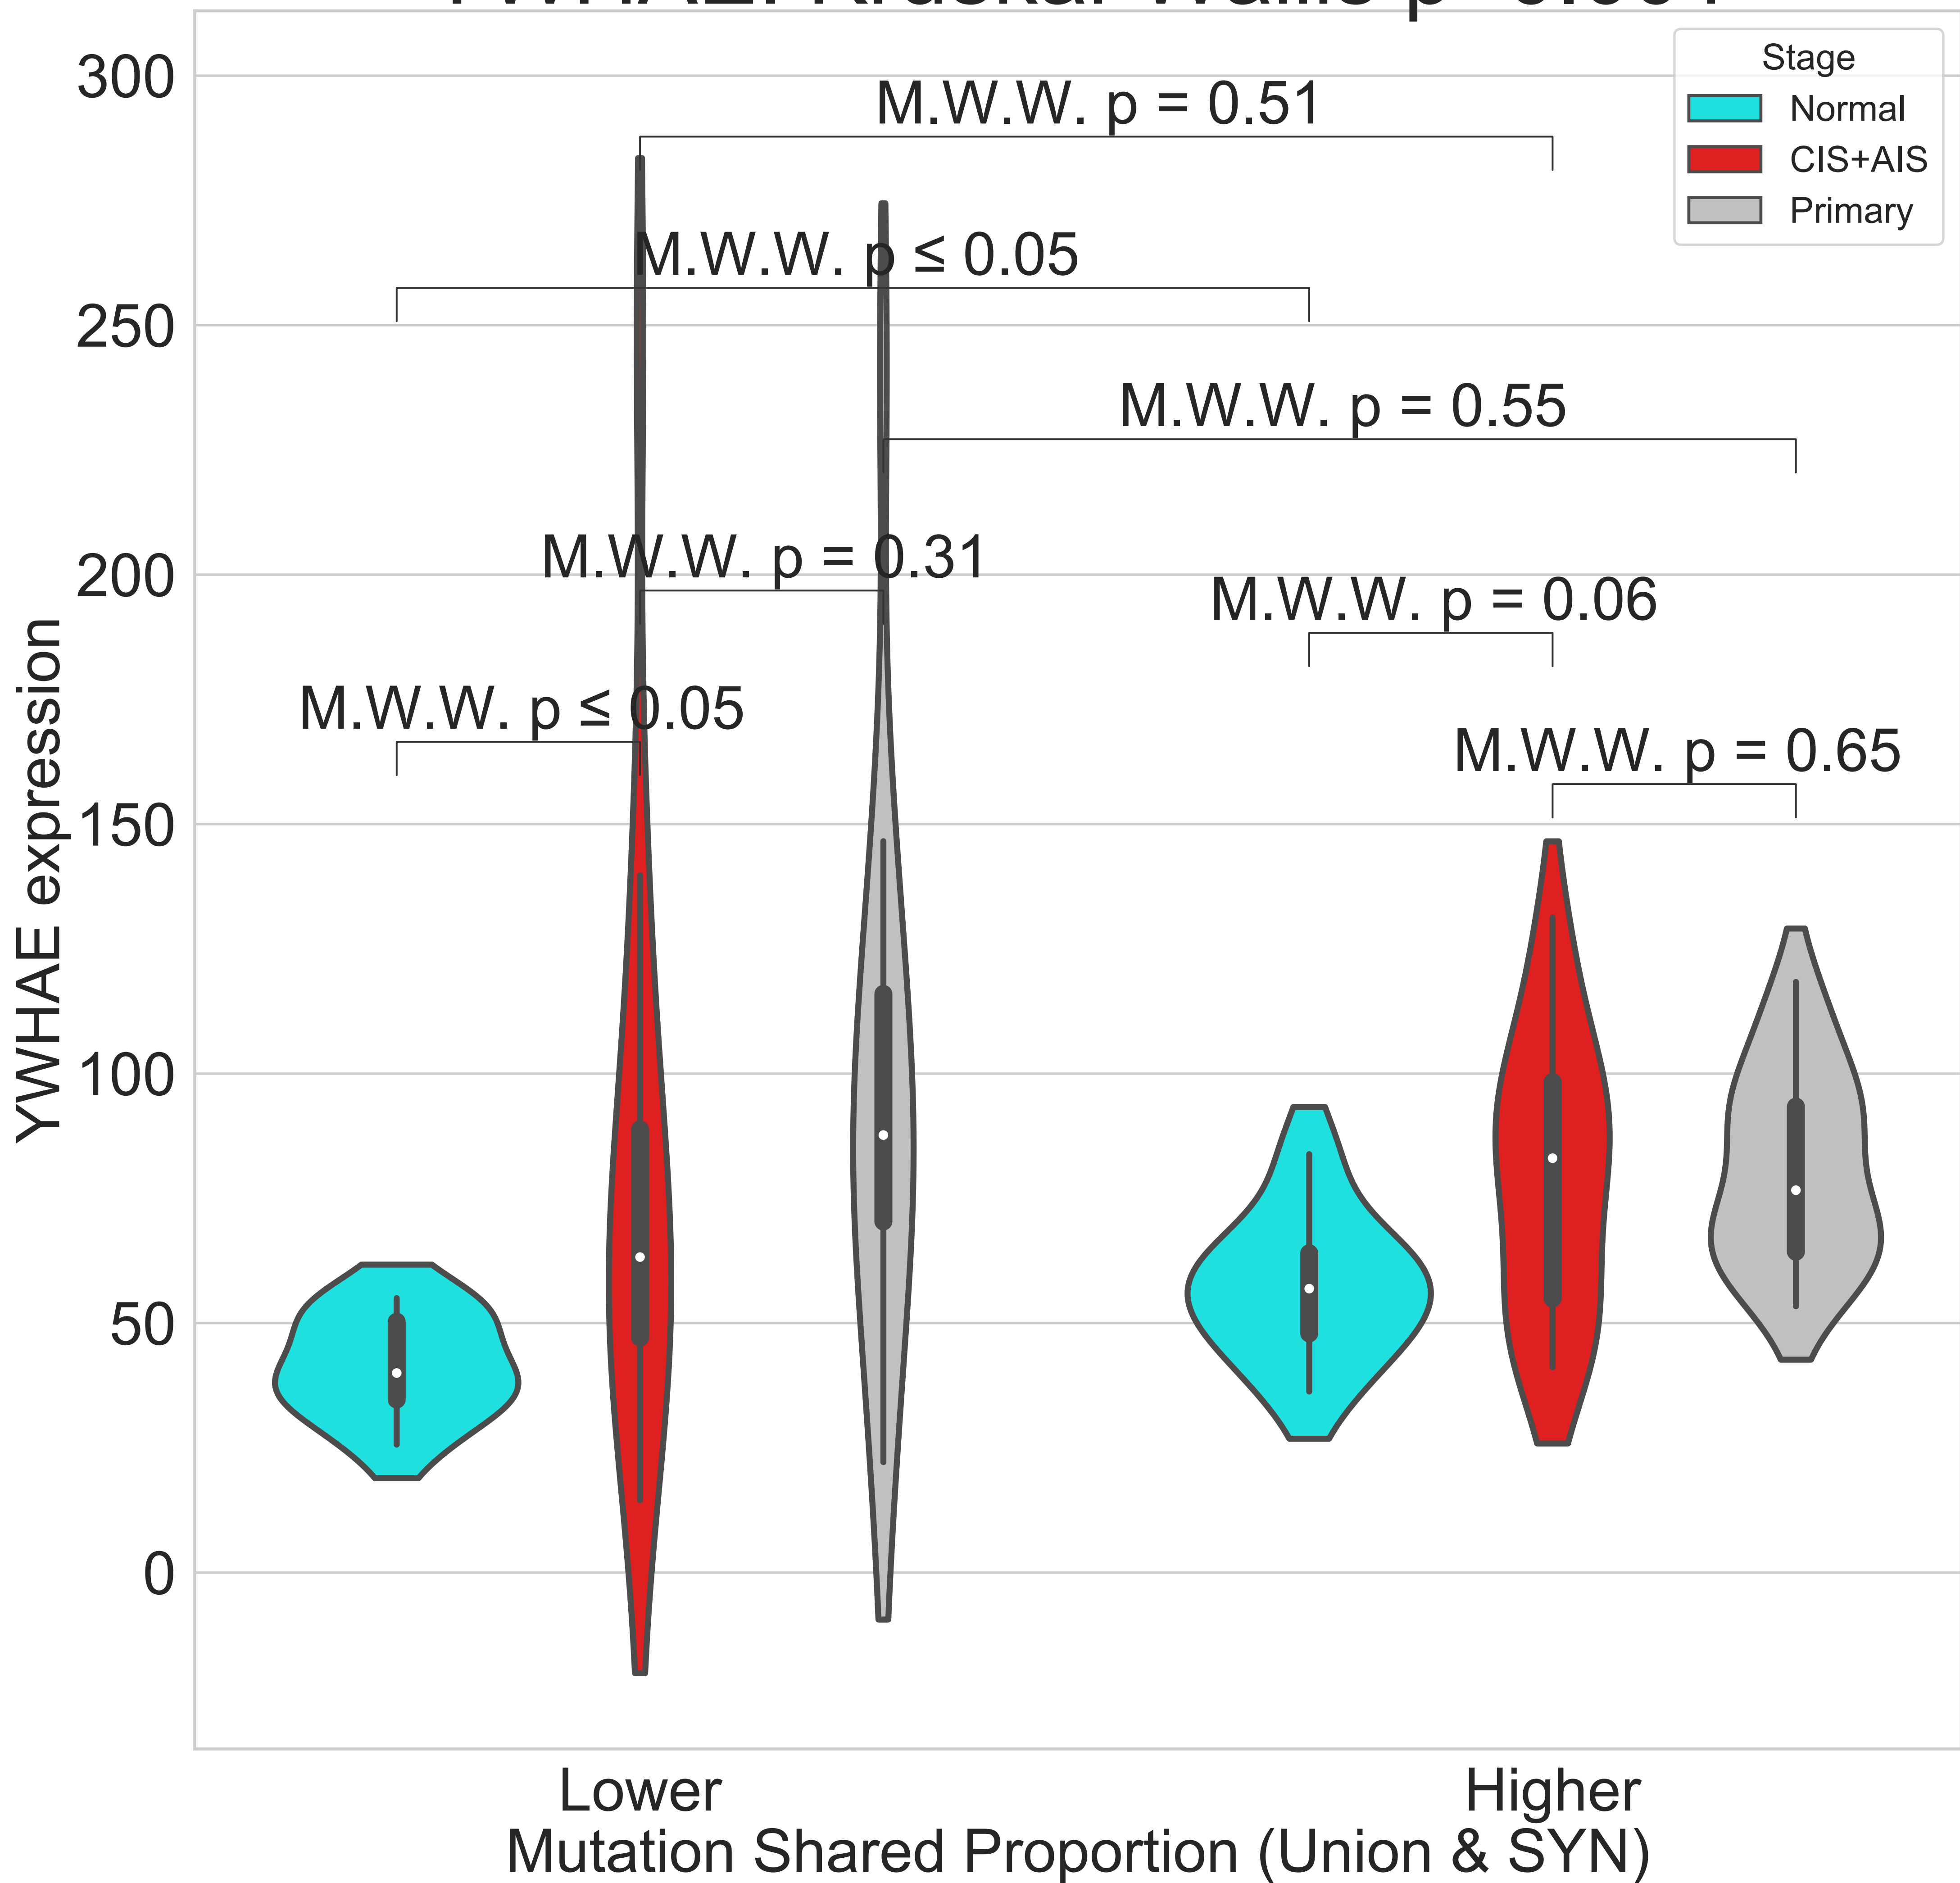 300
250
200
150
100
50
0
YWHAE expression
M.W.W. p = 0.51
M.W.W. p ≤ 0.05
M.W.W. p = 0.55
M.W.W. p = 0.31
M.W.W. p = 0.06
M.W.W. p ≤ 0.05
M.W.W. p = 0.65
Stage
Normal
CIS+AIS
Primary
Lower
Higher
Mutation Shared Proportion (Union & SYN)